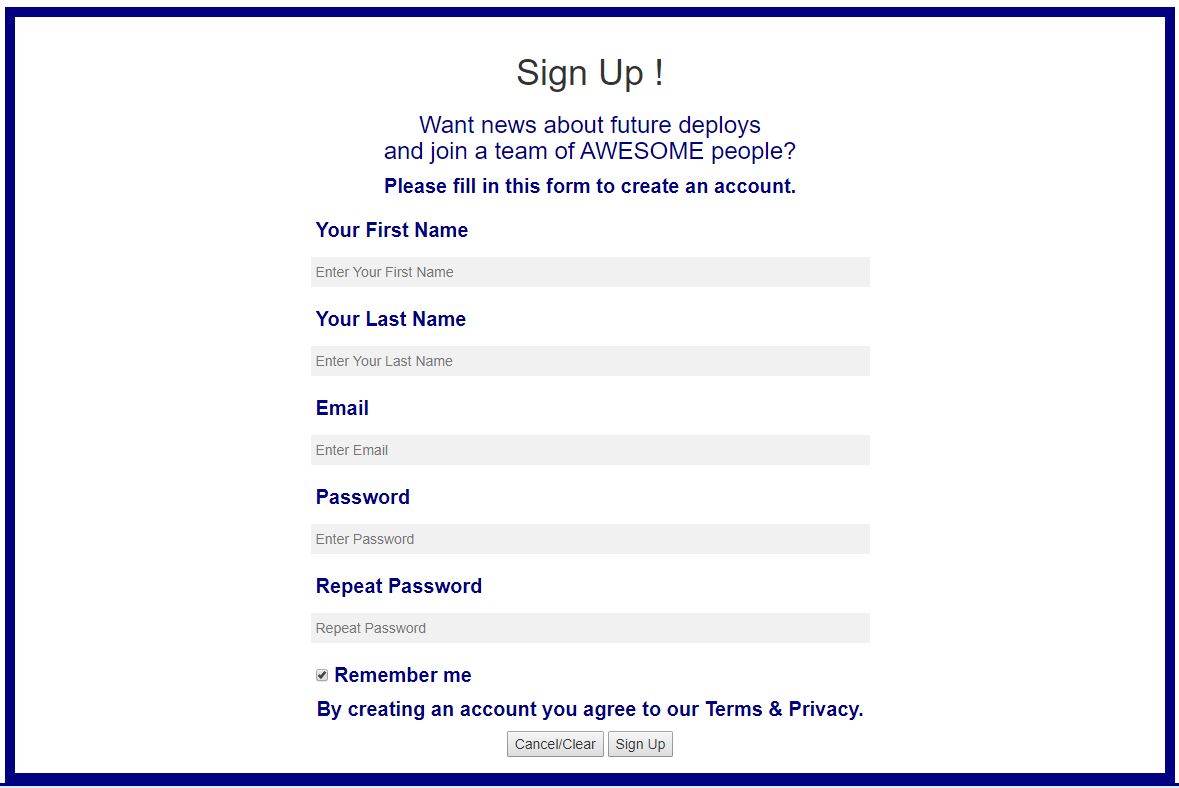 Sign Up !
Want news about future deploys
and join a team of AWESOME people?
Please fill in this form to create an account.
Your First Name
Enter Your First Name
Your Last Name
Enter Your Last Name
Email
Enter Email
Password
Enter Password
Repeat Password
Repeat Password
Remember me
By creating an account you agree to our Terms & Privacy.
Cancel/Clear Sign Up